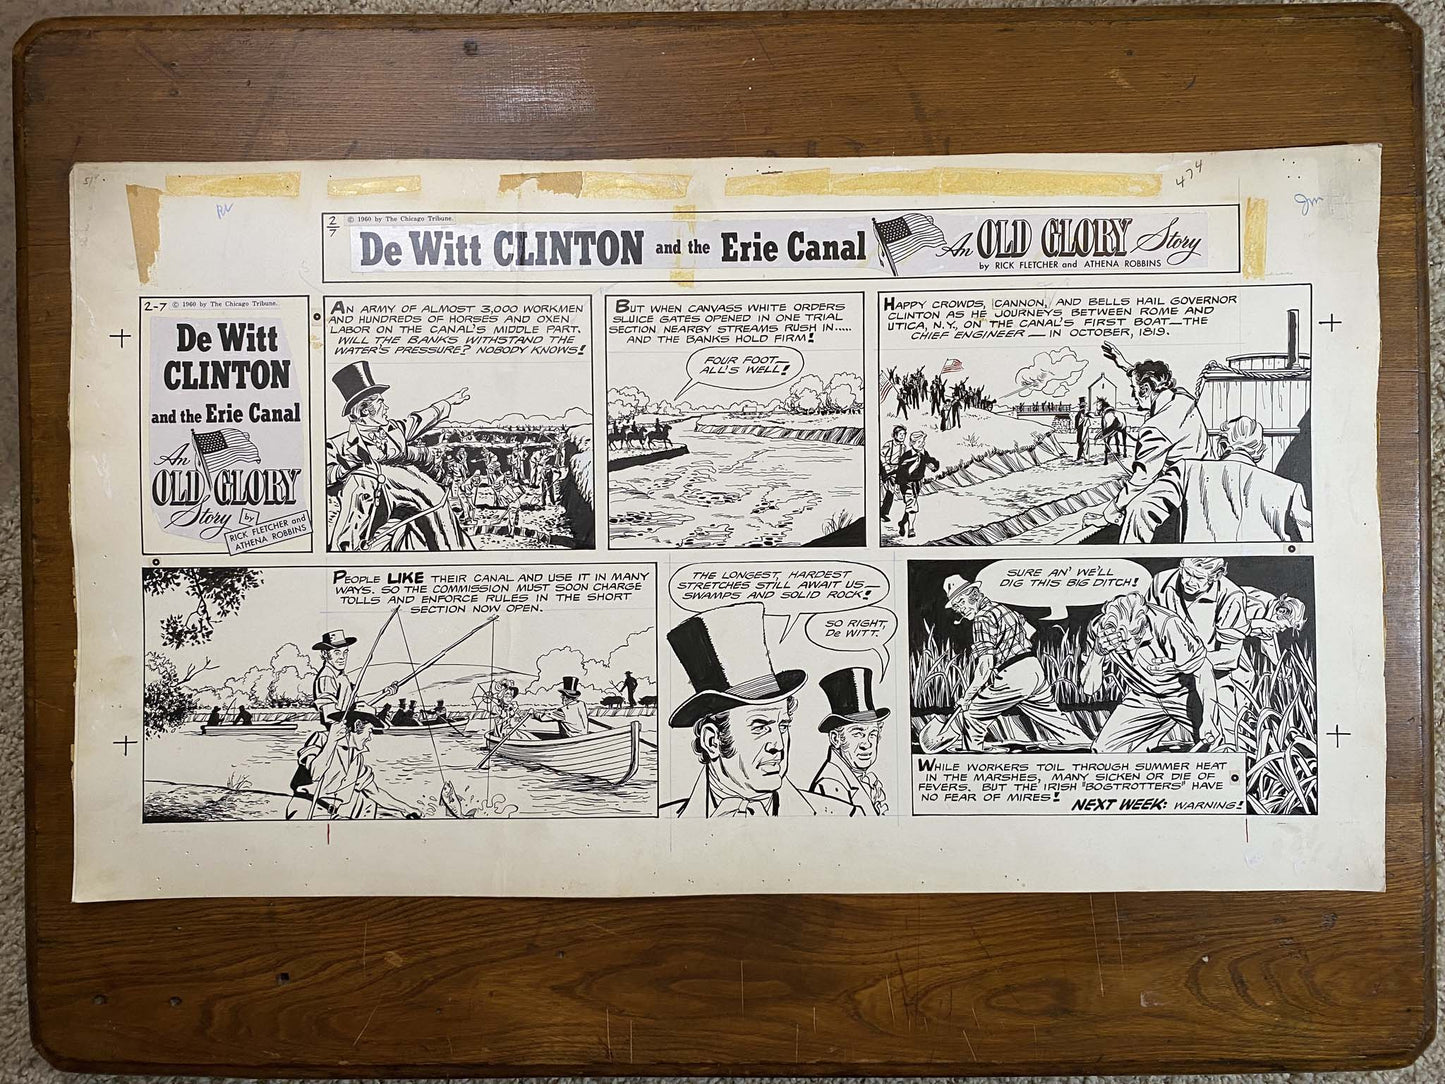 51
474
RV
Jm
2/7
© 1960 by The Chicago Tribune.
De Witt CLINTON and the Erie Canal
An OLD GLORY Story
by RICK FLETCHER and ATHENA ROBBINS
2-7 © 1960 by The Chicago Tribune.
De Witt
CLINTON
and the Erie Canal
An
OLD GLORY
Story
by
RICK FLETCHER and
ATHENA ROBBINS
AN ARMY OF ALMOST 3,000 WORKMEN
AND HUNDREDS OF HORSES AND OXEN
LABOR ON THE CANAL'S MIDDLE PART.
WILL THE BANKS WITHSTAND THE
WATER'S PRESSURE? NOBODY KNOWS!
BUT WHEN CANVASS WHITE ORDERS
SLUICE GATES OPENED IN ONE TRIAL
SECTION NEARBY STREAMS RUSH IN.....
AND THE BANKS HOLD FIRM!
FOUR FOOT—
ALL'S WELL!
HAPPY CROWDS, CANNON, AND BELLS HAIL GOVERNOR
CLINTON AS HE JOURNEYS BETWEEN ROME AND
UTICA, N.Y., ON THE CANAL'S FIRST BOAT—THE
CHIEF ENGINEER — IN OCTOBER, 1819.
PEOPLE LIKE THEIR CANAL AND USE IT IN MANY
WAYS. SO THE COMMISSION MUST SOON CHARGE
TOLLS AND ENFORCE RULES IN THE SHORT
SECTION NOW OPEN.
THE LONGEST, HARDEST
STRETCHES STILL AWAIT US—
SWAMPS AND SOLID ROCK!
SO RIGHT,
De WITT.
SURE AN' WE'LL
DIG THIS BIG DITCH!
WHILE WORKERS TOIL THROUGH SUMMER HEAT
IN THE MARSHES, MANY SICKEN OR DIE OF
FEVERS. BUT THE IRISH "BOGTROTTERS" HAVE
NO FEAR OF MIRES!
NEXT WEEK: WARNING!